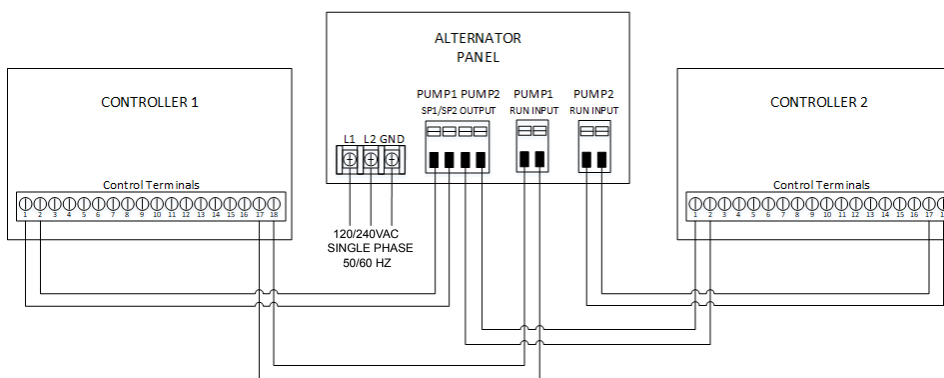 ALTERNATOR
PANEL
CONTROLLER 1
PUMP1 PUMP2
PUMP1
PUMP2
CONTROLLER 2
SP1/SP2 OUTPUT
RUN INPUT
RUN INPUT
L1 L2 GND
Control Terminals
Control Terminals
1 2 3 4 5 6 7 8 9 10 11 12 13 14 15 16 17 18
1 2 3 4 5 6 7 8 9 10 11 12 13 14 15 16 17
120/240VAC
SINGLE PHASE
50/60 HZ